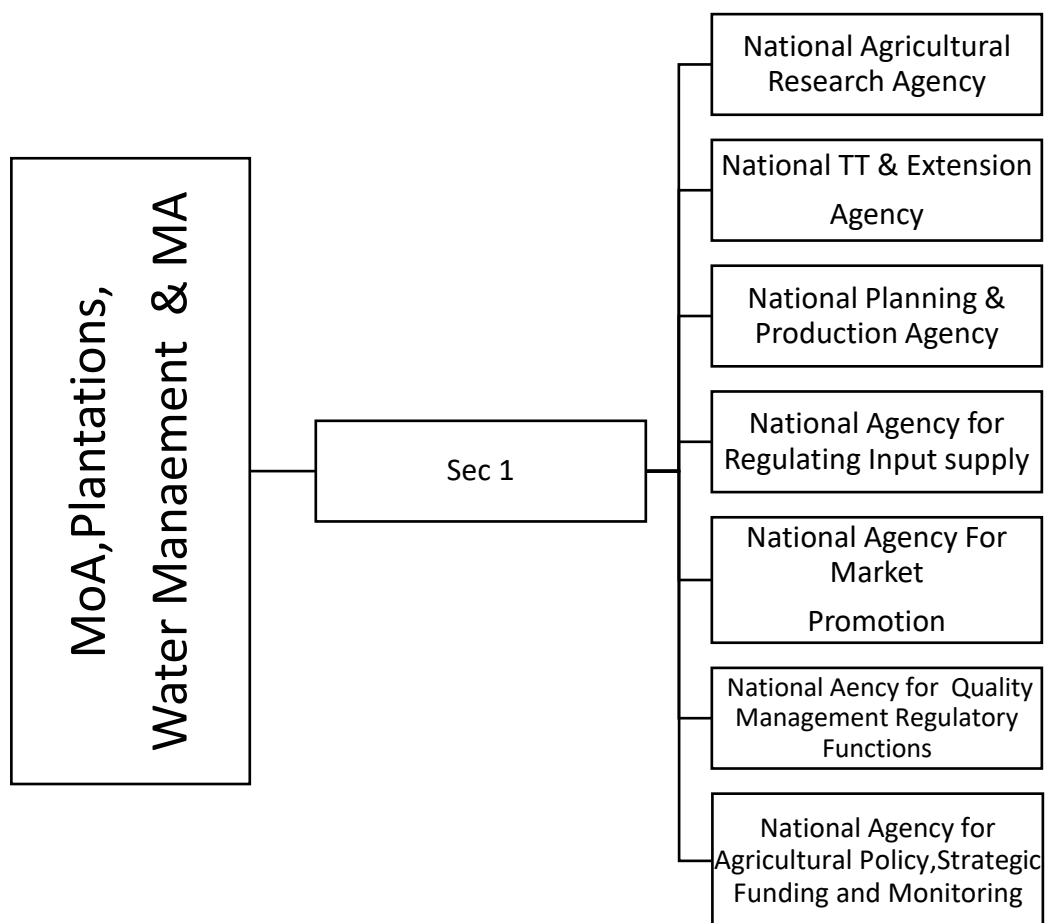 MoA,Plantations,
Water Manaement & MA
Sec 1
National Agricultural
Research Agency
National TT & Extension
Agency
National Planning &
Production Agency
National Agency for
Regulating Input supply
National Agency For
Market
Promotion
National Aency for Quality
Management Regulatory
Functions
National Agency for
Agricultural Policy,Strategic
Funding and Monitoring